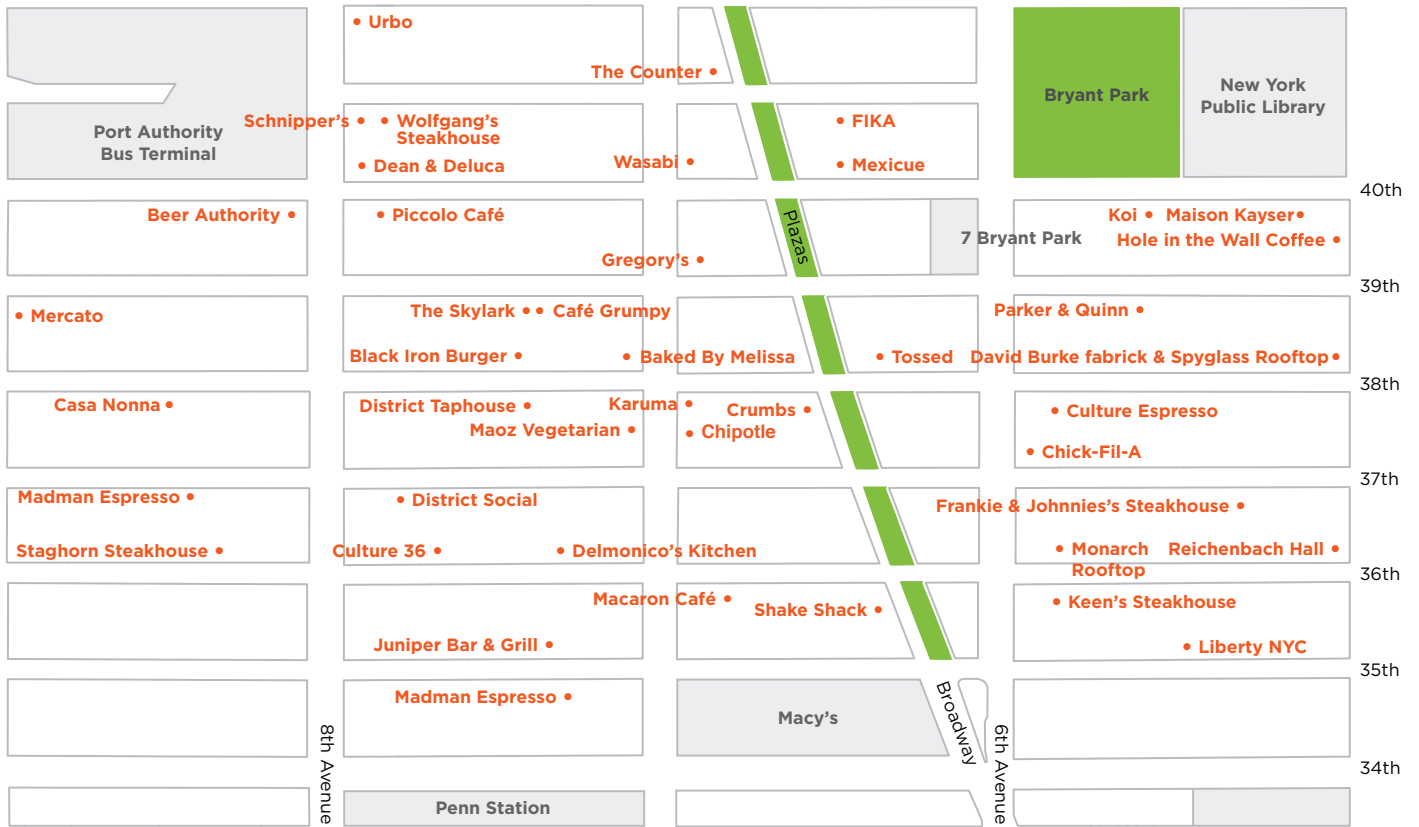 Urbo
The Counter
Bryant Park
New York
Public Library
Port Authority
Bus Terminal
Schnipper's
Wolfgang's
Steakhouse
FIKA
Dean & Deluca
Wasabi
Mexicue
40th
Beer Authority
Piccolo Café
Plazas
Koi
Maison Kayser
7 Bryant Park
Hole in the Wall Coffee
Gregory's
39th
Mercato
The Skylark
Café Grumpy
Parker & Quinn
Black Iron Burger
Baked By Melissa
Tossed
David Burke fabrick & Spyglass Rooftop
38th
Casa Nonna
District Taphouse
Karuma
Crumbs
Culture Espresso
Maoz Vegetarian
Chipotle
Chick-Fil-A
37th
Madman Espresso
District Social
Frankie & Johnnies's Steakhouse
Staghorn Steakhouse
Culture 36
Delmonico's Kitchen
Monarch
Rooftop
Reichenbach Hall
36th
Macaron Café
Shake Shack
Keen's Steakhouse
Juniper Bar & Grill
Liberty NYC
35th
Madman Espresso
Macy's
Broadway
8th Avenue
6th Avenue
34th
Penn Station